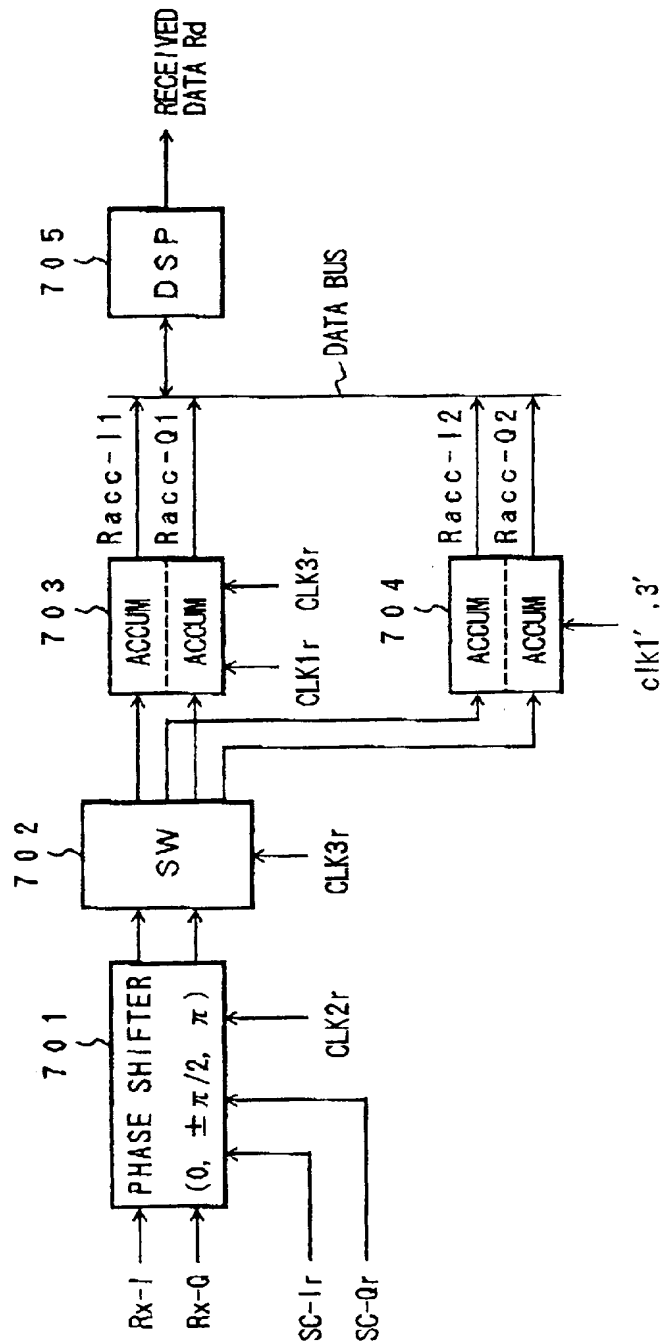 701
PHASE SHIFTER
(0, ±π/2, π)
Rx-I
Rx-Q
SC-Ir
SC-Qr
CLK2r
702
SW
CLK3r
703
ACCUM
ACCUM
CLK1r
CLK3r
Racc-I1
Racc-Q1
704
ACCUM
ACCUM
clk1', 3'
Racc-I2
Racc-Q2
DATA BUS
705
DSP
RECEIVED
DATA Rd